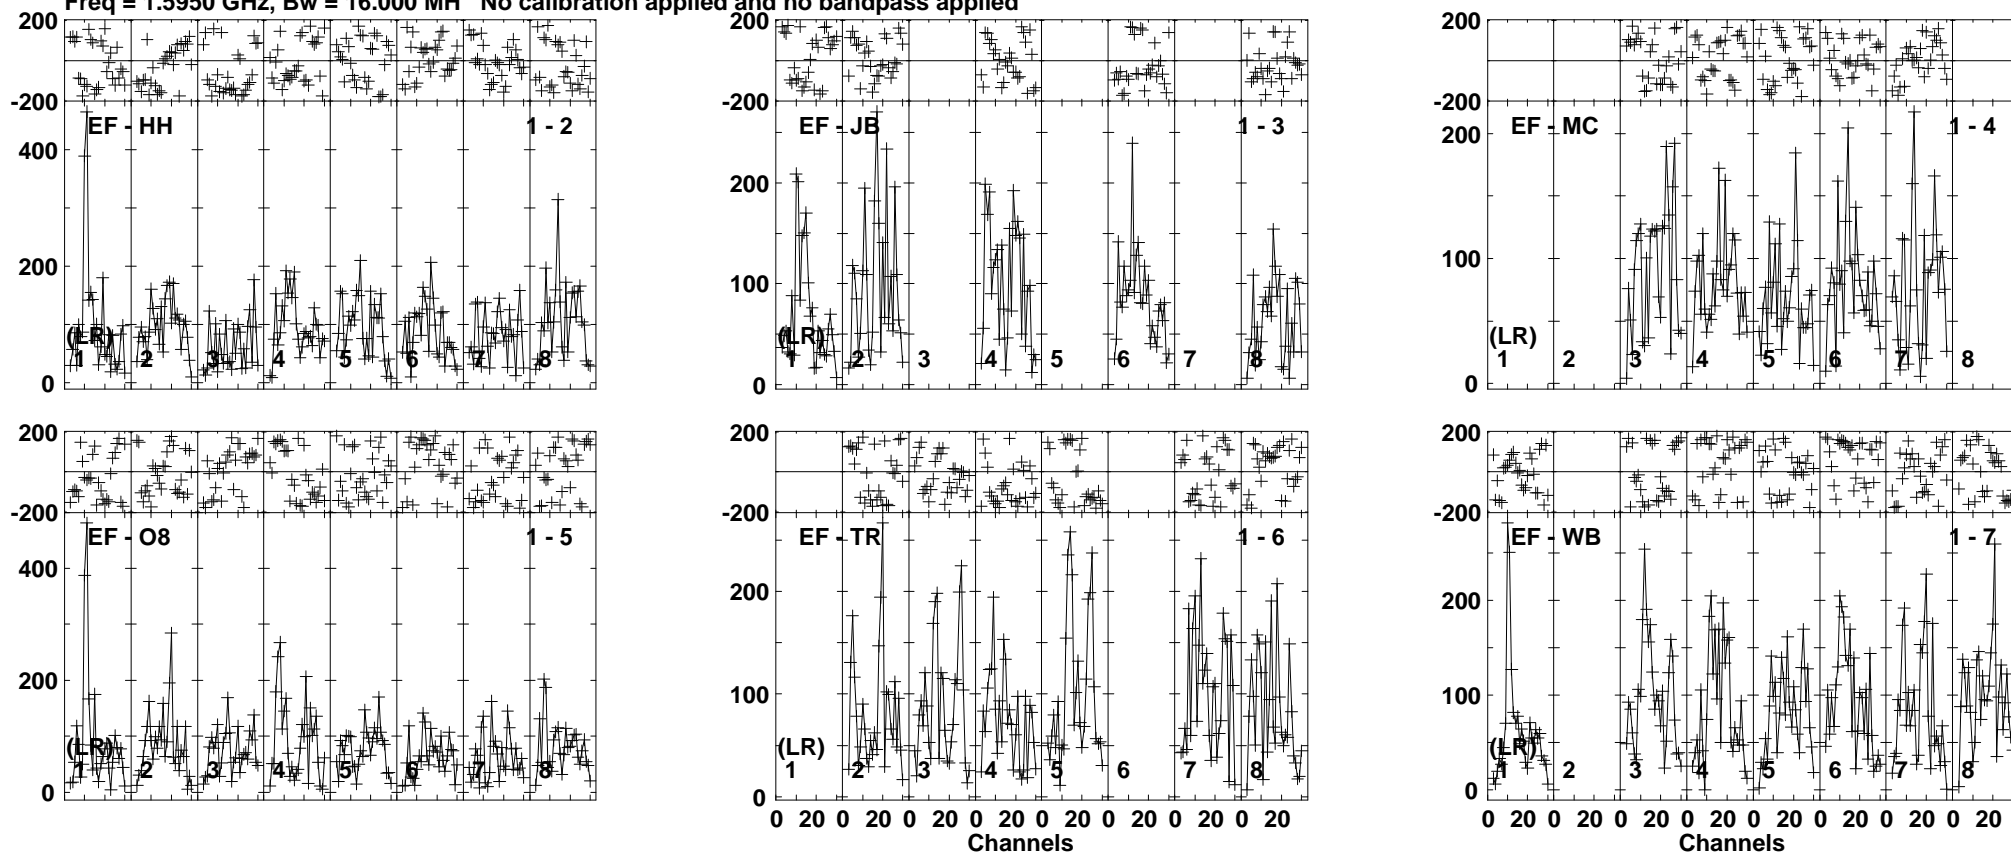 Freq = 1.5950 GHz, Bw = 16.000 MH No calibration applied and no bandpass applied
200 200 200
-200 -200 -200
EF - HH 1 - 2 EF - JB 1 - 3 EF - MC 1 - 4
400 200 200
200 100 100
(LR) (LR) (LR)
1 2 3 4 5 6 7 8 1 2 3 4 5 6 7 8 1 2 3 4 5 6 7 8
0 0 0
200 200 200
-200 -200 -200
EF - O8 1 - 5 EF - TR 1 - 6 EF - WB 1 - 7
400 200 200
200 100 100
(LR) (LR) (LR)
1 2 3 4 5 6 7 8 1 2 3 4 5 6 7 8 1 2 3 4 5 6 7 8
0 0 0
0 20 0 20 0 20 0 20 0 20 0 20 0 20 0 20 0 20 0 20 0 20 0 20 0 20 0 20 0 20 0 20
Channels Channels